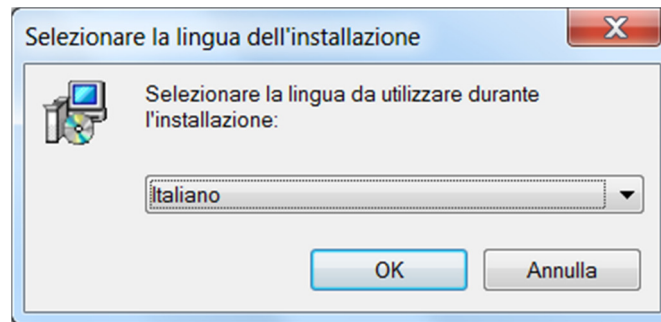 Selezionare la lingua dell'installazione
Selezionare la lingua da utilizzare durante
l'installazione:
Italiano
OK
Annulla